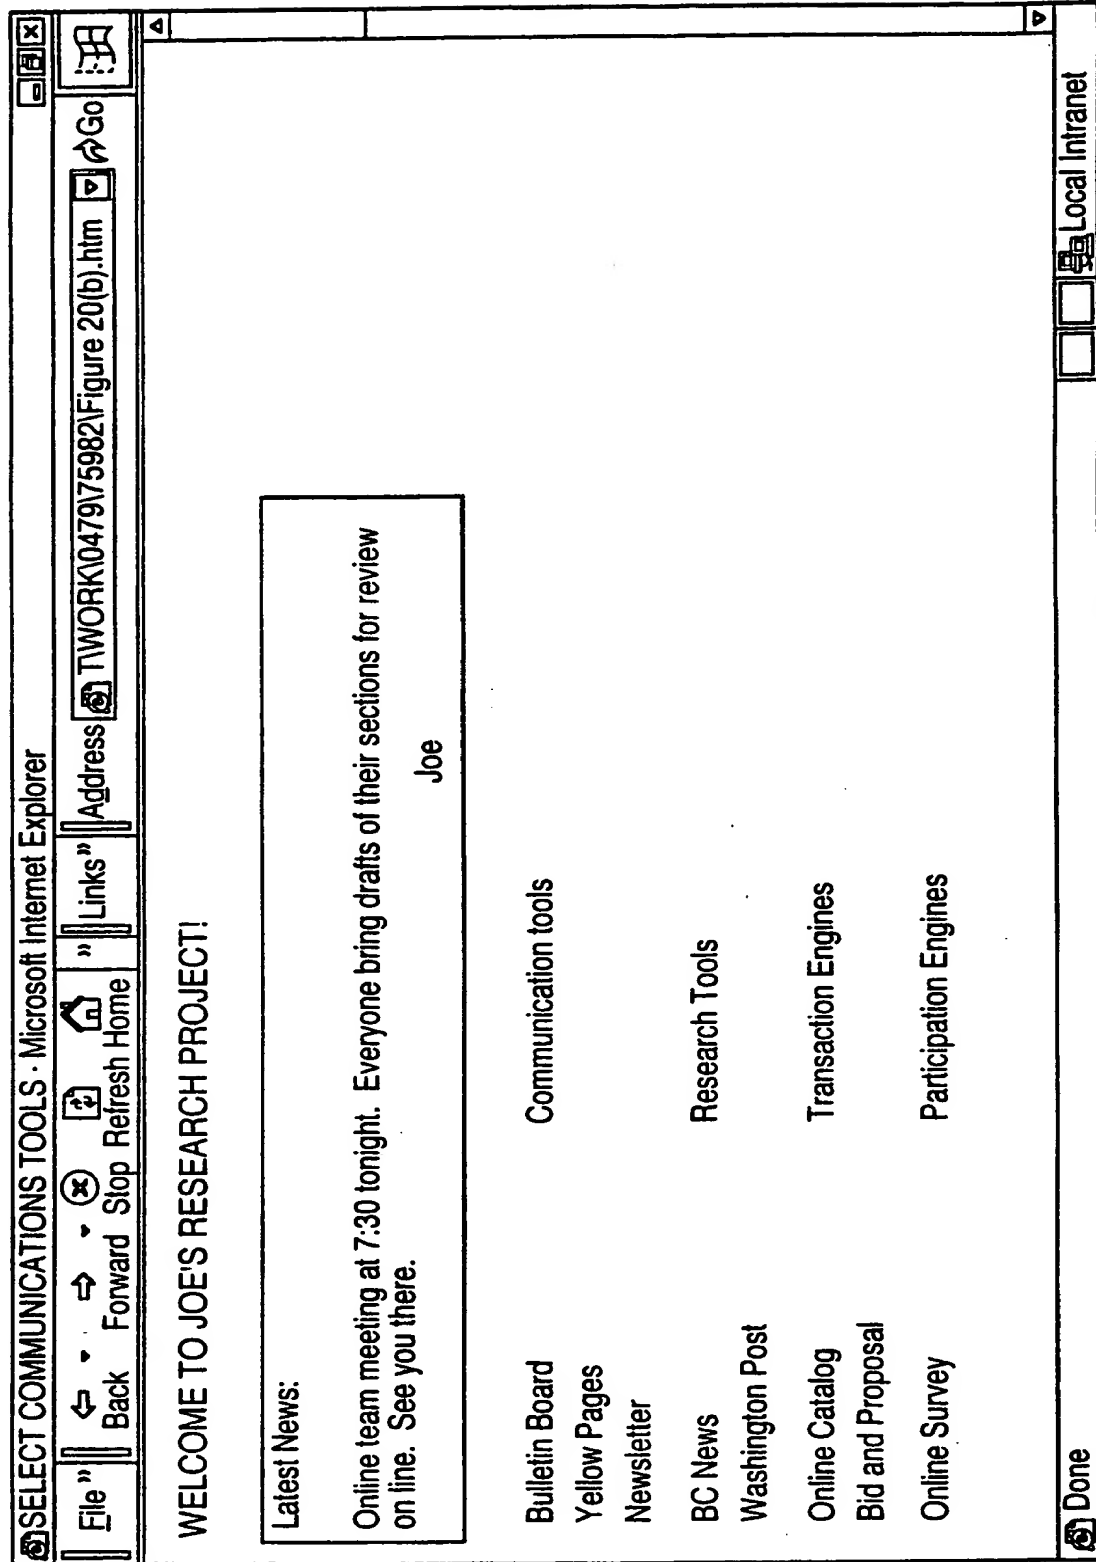 SELECT COMMUNICATIONS TOOLS · Microsoft Internet Explorer
File » Back Forward Stop Refresh Home » Links » Address T\WORK\0479\75982\Figure 20(b).htm Go
WELCOME TO JOE'S RESEARCH PROJECT!
Latest News:
Online team meeting at 7:30 tonight. Everyone bring drafts of their sections for review
on line. See you there.
Joe
Bulletin Board Communication tools
Yellow Pages
Newsletter
BC News Research Tools
Washington Post
Online Catalog Transaction Engines
Bid and Proposal
Online Survey Participation Engines
Done Local Intranet